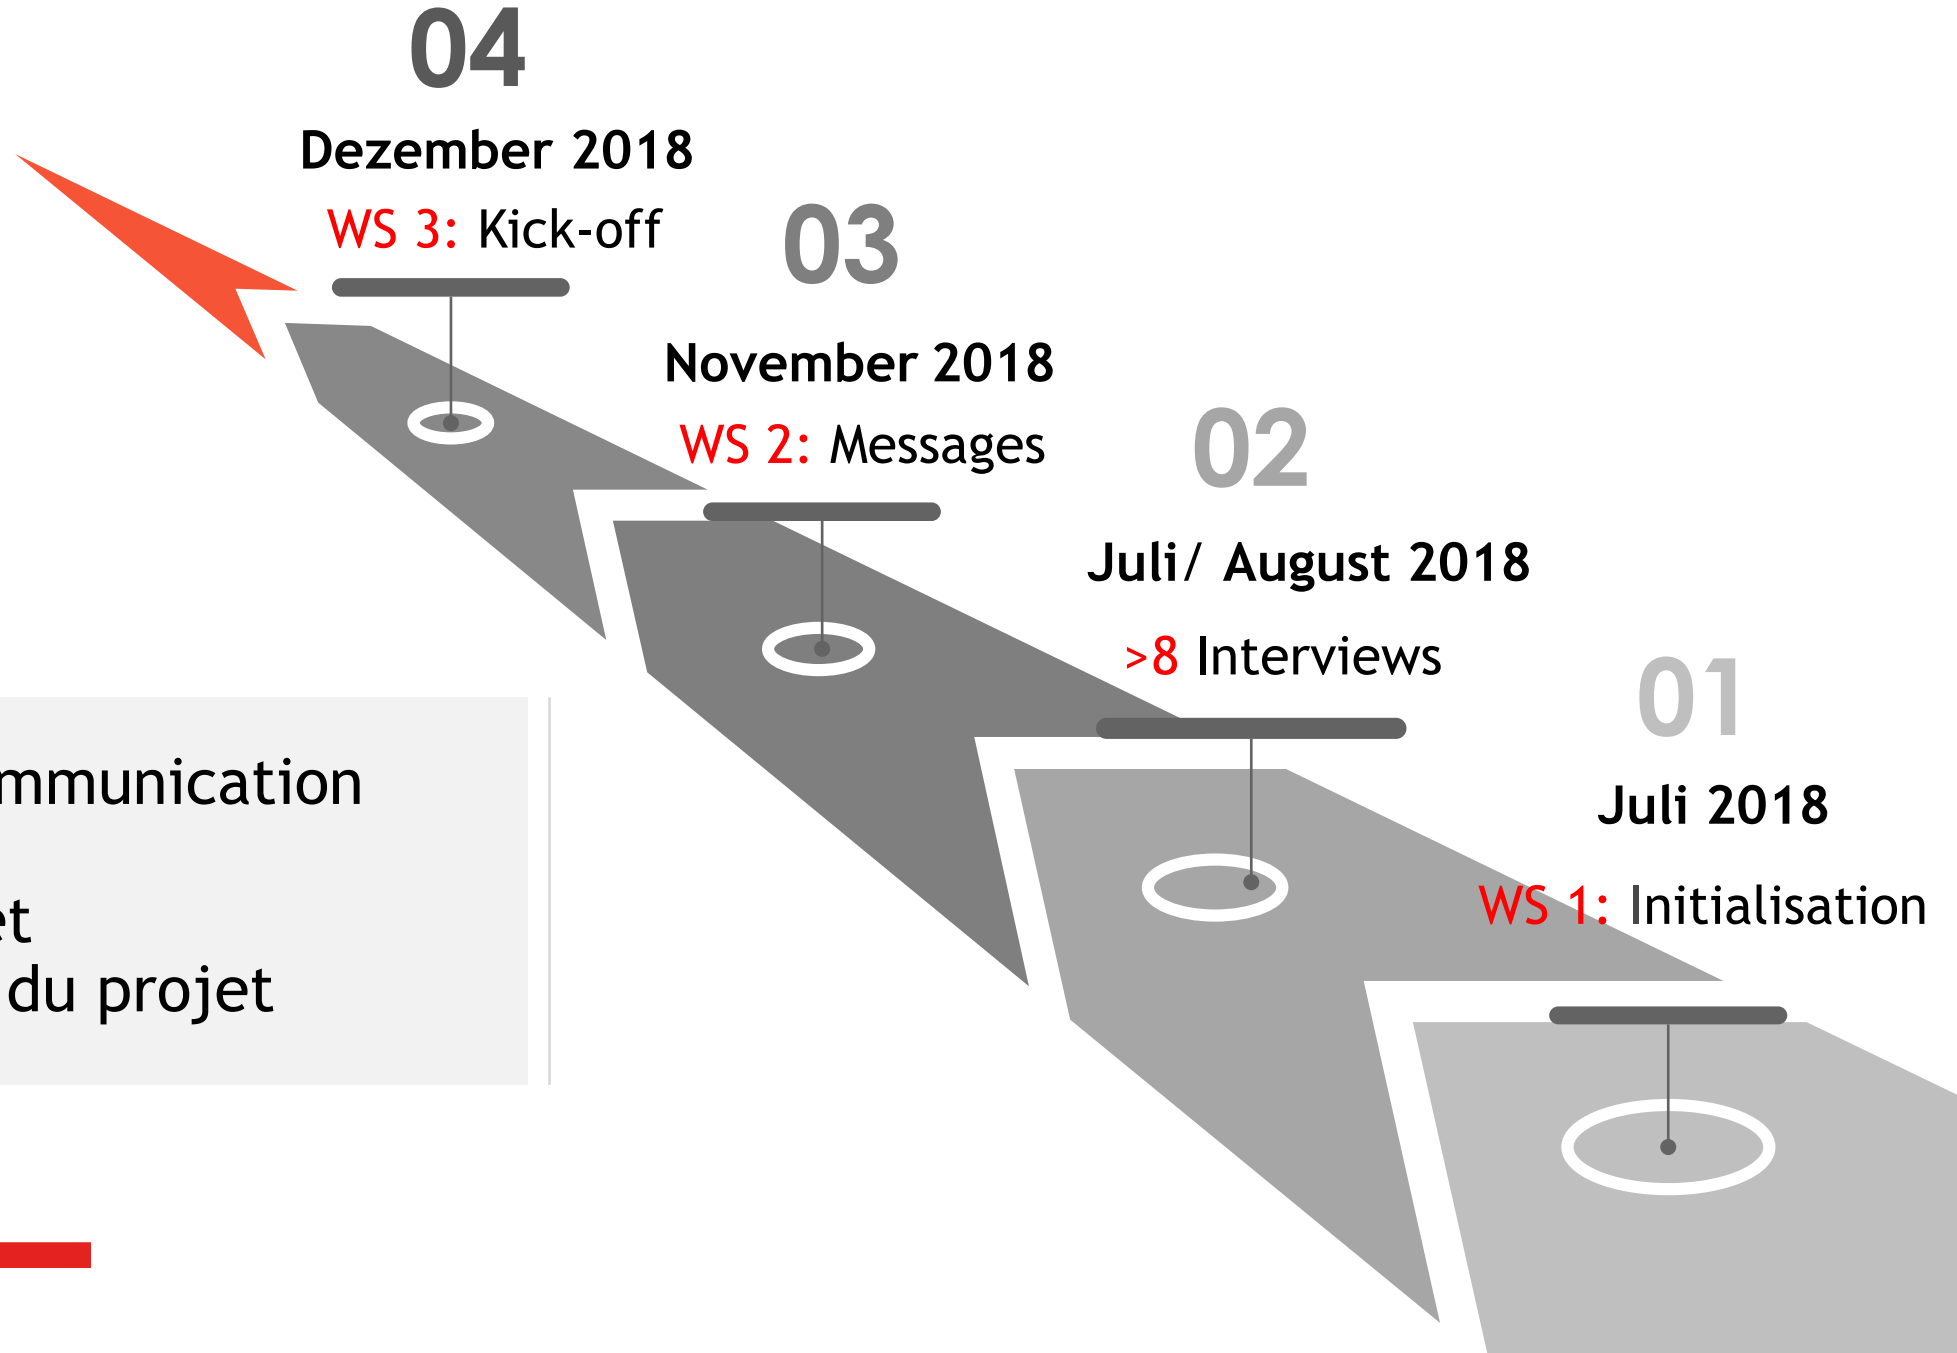 04
Dezember 2018
WS 3: Kick-off
03
November 2018
WS 2: Messages
02
Juli/ August 2018
>8 Interviews
01
Juli 2018
WS 1: Initialisation
du projet